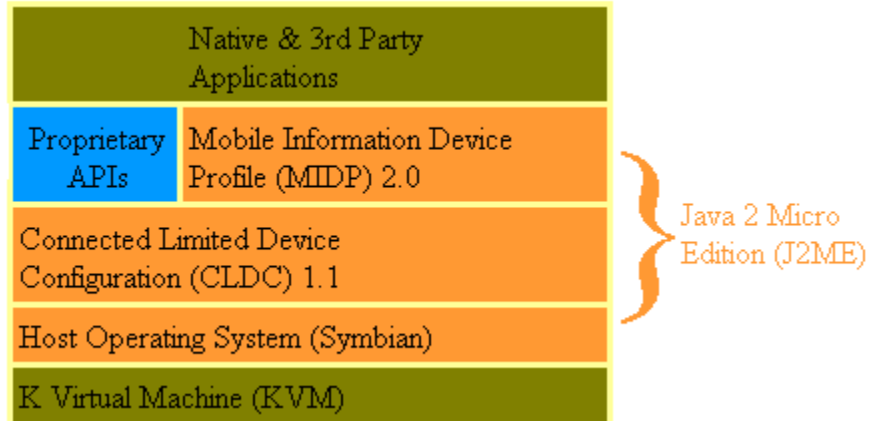 Native & 3rd Party
Applications
Proprietary
APIs
Mobile Information Device
Profile (MIDP) 2.0
Connected Limited Device
Configuration (CLDC) 1.1
Java 2 Micro
Edition (J2ME)
Host Operating System (Symbian)
K Virtual Machine (KVM)